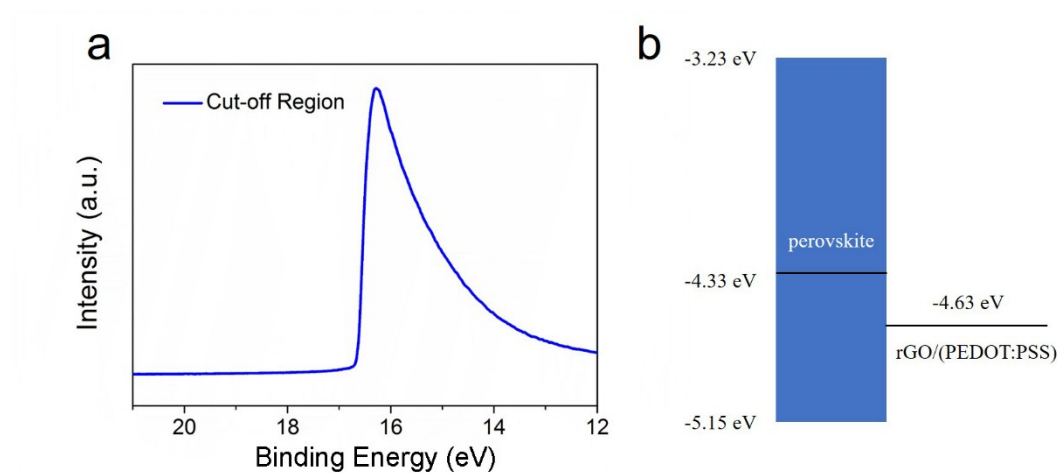 a
Cut-off Region
Intensity (a.u.)
20
18
16
14
12
Binding Energy (eV)
b
-3.23 eV
perovskite
-4.33 eV
-4.63 eV
rGO/(PEDOT:PSS)
-5.15 eV